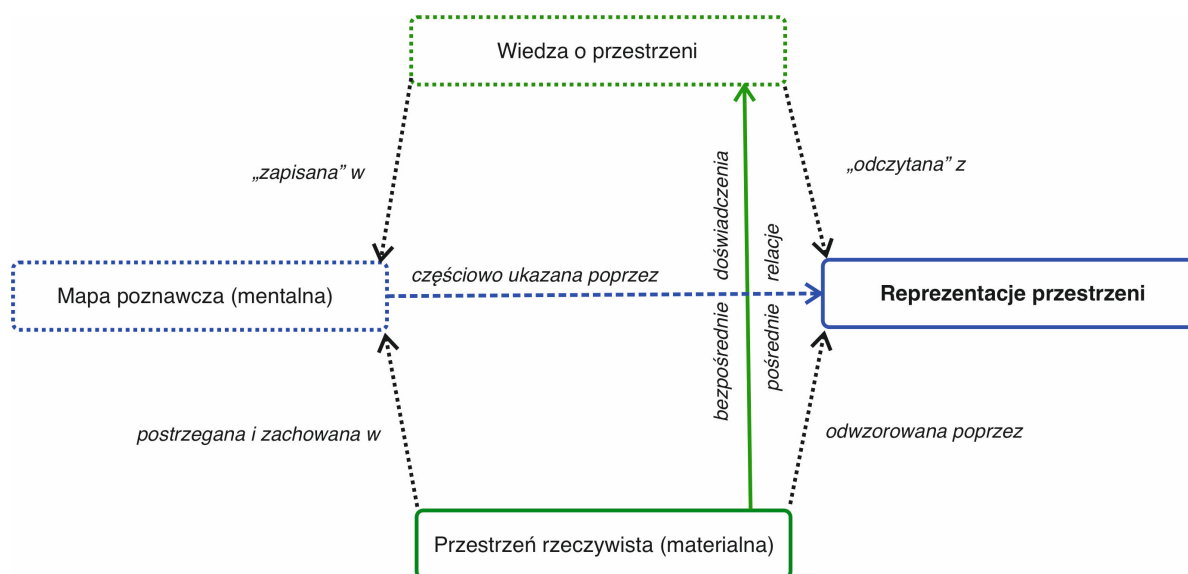 Wiedza o przestrzeni
„zapisana” w
„odczytana” z
bezpośrednie doświadczenia
pośrednie relacje
częściowo ukazana poprzez
Mapa poznawcza (mentalna)
Reprezentacje przestrzeni
postrzegana i zachowana w
odwzorowana poprzez
Przestrzeń rzeczywista (materialna)